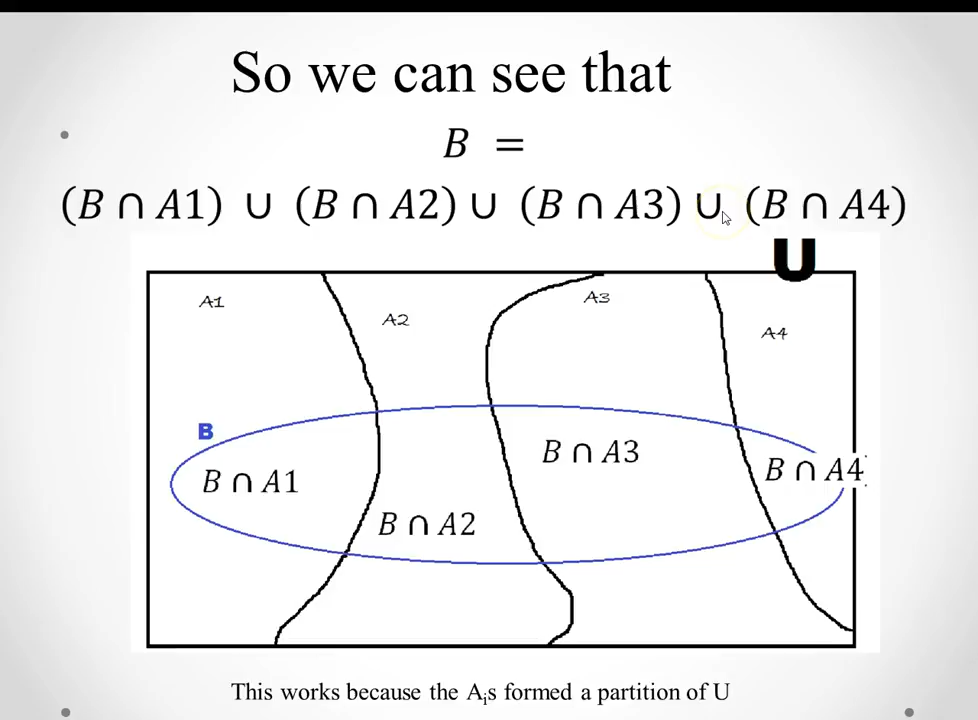 So we can see that
B =
(B ∩ A1) ∪ (B ∩ A2) ∪ (B ∩ A3) ∪ (B ∩ A4)
U
A1
A2
A3
A4
B
B ∩ A1
B ∩ A2
B ∩ A3
B ∩ A4
This works because the Aᵢs formed a partition of U